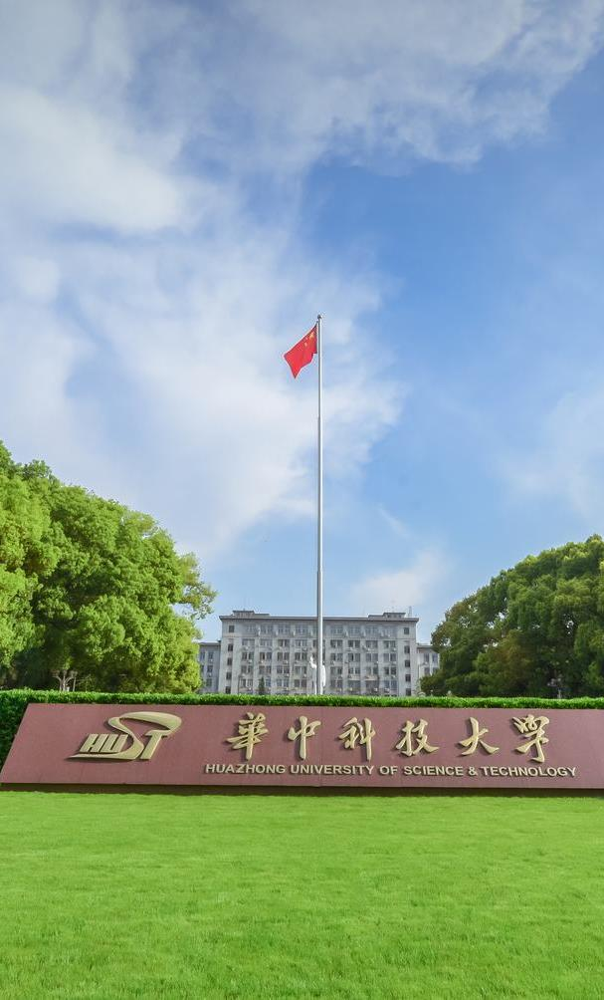 HUST
華中科技大学
HUAZHONG UNIVERSITY OF SCIENCE & TECHNOLOGY